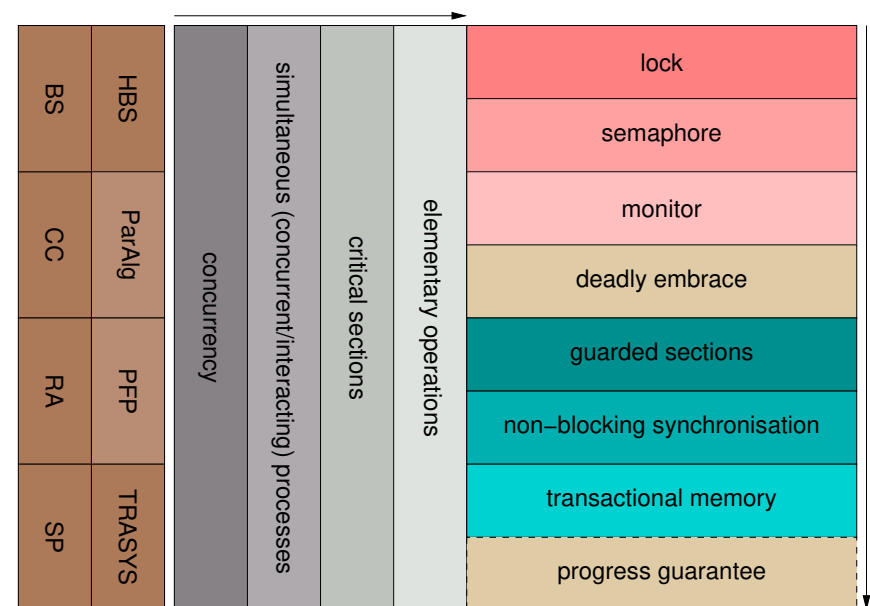 BS
HBS
CC
ParAlg
RA
PFP
SP
TRASYS
concurrency
simultaneous (concurrent/interacting) processes
critical sections
elementary operations
lock
semaphore
monitor
deadly embrace
guarded sections
non−blocking synchronisation
transactional memory
progress guarantee